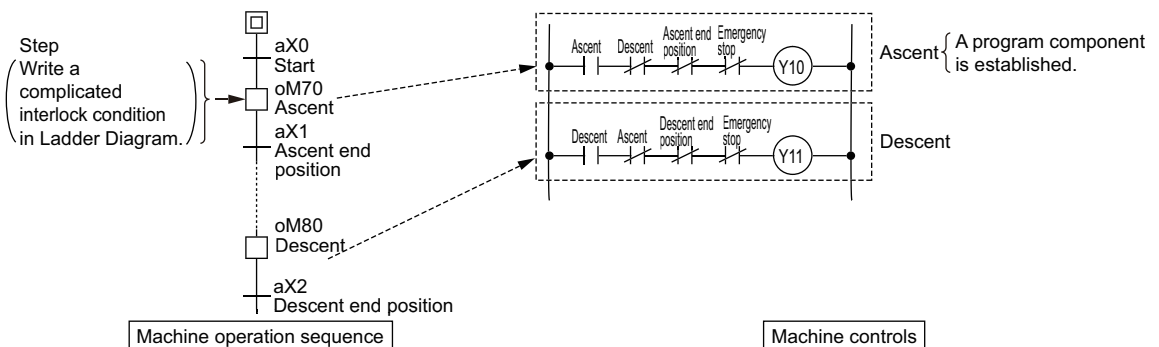 Step
Write a
complicated
interlock condition
in Ladder Diagram.
aX0
Start
oM70
Ascent
aX1
Ascent end
position
oM80
Descent
aX2
Descent end position
Machine operation sequence
Ascent
Descent
Ascent end
position
Emergency
stop
Y10
Ascent
A program component
is established.
Descent
Ascent
Descent end
position
Emergency
stop
Y11
Descent
Machine controls